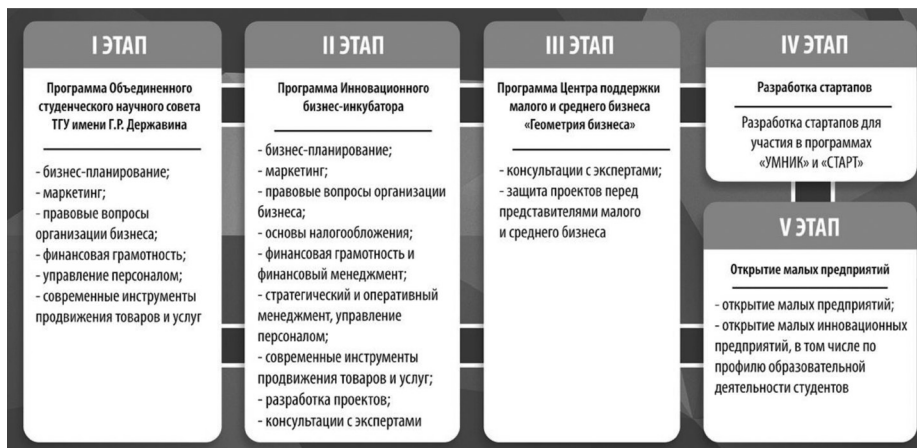 I ЭТАП
Программа Объединенного
студенческого научного совета
ТГУ имени Г.Р. Державина
- бизнес-планирование;
- маркетинг;
- правовые вопросы
организации бизнеса;
- финансовая грамотность;
- управление персоналом;
- современные инструменты
продвижения товаров и услуг
II ЭТАП
Программа Инновационного
бизнес-инкубатора
- бизнес-планирование;
- маркетинг;
- правовые вопросы организации
бизнеса;
- основы налогообложения;
- финансовая грамотность и
финансовый менеджмент;
- стратегический и оперативный
менеджмент, управление
персоналом;
- современные инструменты
продвижения товаров и услуг;
- разработка проектов;
- консультации с экспертами
III ЭТАП
Программа Центра поддержки
малого и среднего бизнеса
«Геометрия бизнеса»
- консультации с экспертами;
- защита проектов перед
представителями малого
и среднего бизнеса
IV ЭТАП
Разработка стартапов
Разработка стартапов для
участия в программах
«УМНИК» и «СТАРТ»
V ЭТАП
Открытие малых предприятий
- открытие малых предприятий;
- открытие малых инновационных
предприятий, в том числе по
профилю образовательной
деятельности студентов